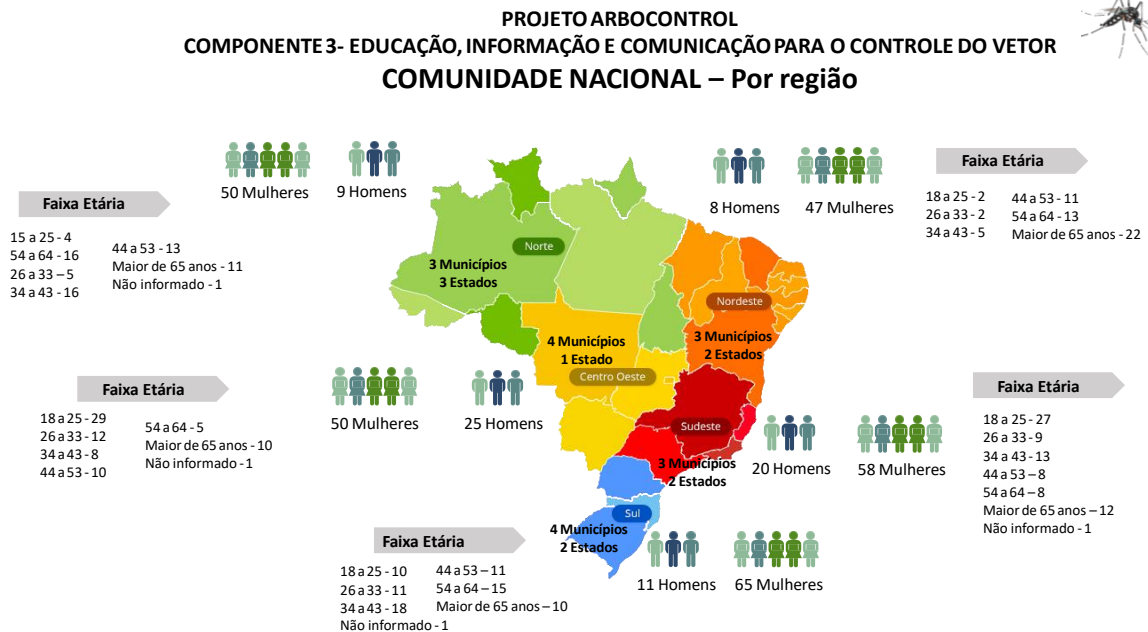 PROJETO ARBOCONTROL
COMPONENTE 3- EDUCAÇÃO, INFORMAÇÃO E COMUNICAÇÃO PARA O CONTROLE DO VETOR
COMUNIDADE NACIONAL – Por região
50 Mulheres
9 Homens
Faixa Etária
15 a 25 - 4
54 a 64 - 16
26 a 33 – 5
34 a 43 - 16
44 a 53 - 13
Maior de 65 anos - 11
Não informado - 1
8 Homens
47 Mulheres
Faixa Etária
18 a 25 - 2
26 a 33 - 2
34 a 43 - 5
44 a 53 - 11
54 a 64 - 13
Maior de 65 anos - 22
Norte
3 Municípios
3 Estados
Nordeste
3 Municípios
2 Estados
4 Municípios
1 Estado
Centro Oeste
Faixa Etária
18 a 25 - 29
26 a 33 - 12
34 a 43 - 8
44 a 53 - 10
54 a 64 - 5
Maior de 65 anos - 10
Não informado - 1
50 Mulheres
25 Homens
Sudeste
3 Municípios
2 Estados
20 Homens
58 Mulheres
Faixa Etária
18 a 25 - 27
26 a 33 - 9
34 a 43 - 13
44 a 53 – 8
54 a 64 – 8
Maior de 65 anos – 12
Não informado - 1
Sul
4 Municípios
2 Estados
Faixa Etária
18 a 25 - 10
26 a 33 - 11
34 a 43 - 18
Não informado - 1
44 a 53 – 11
54 a 64 – 15
Maior de 65 anos – 10
11 Homens
65 Mulheres